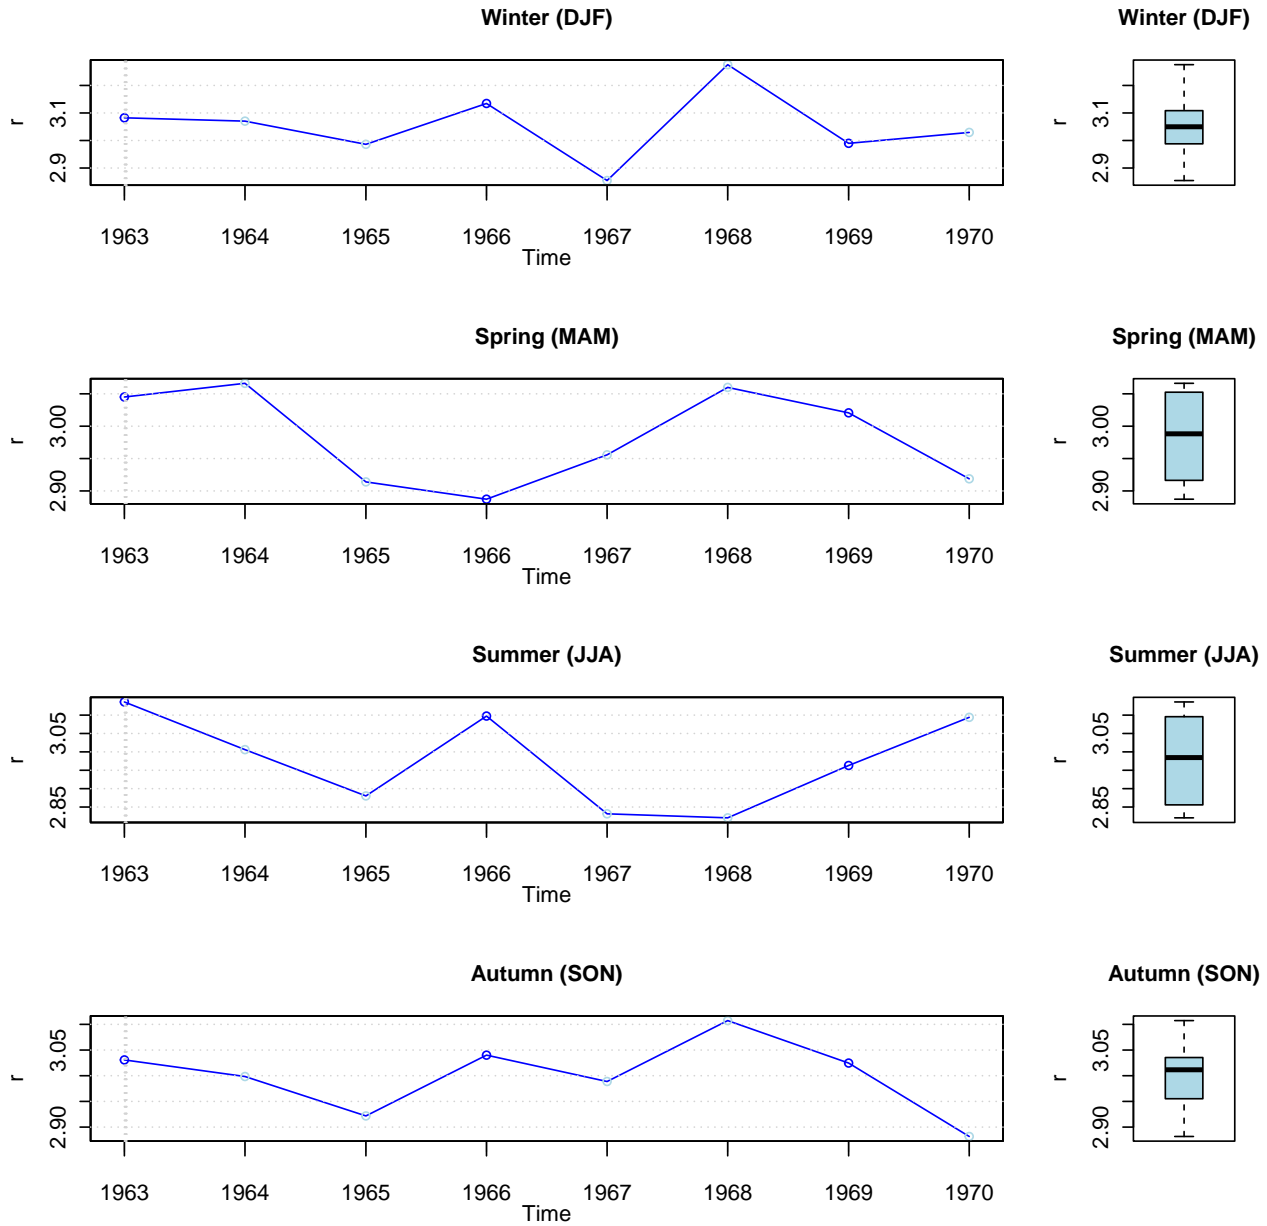 Winter (DJF) Winter (DJF)
r 3.1 2.9 r 3.1 2.9
1963 1964 1965 1966 1967 1968 1969 1970
Time
Spring (MAM) Spring (MAM)
r 3.00 2.90 r 3.00 2.90
1963 1964 1965 1966 1967 1968 1969 1970
Time
Summer (JJA) Summer (JJA)
r 3.05 2.85 r 3.05 2.85
1963 1964 1965 1966 1967 1968 1969 1970
Time
Autumn (SON) Autumn (SON)
r 3.05 2.90 r 3.05 2.90
1963 1964 1965 1966 1967 1968 1969 1970
Time